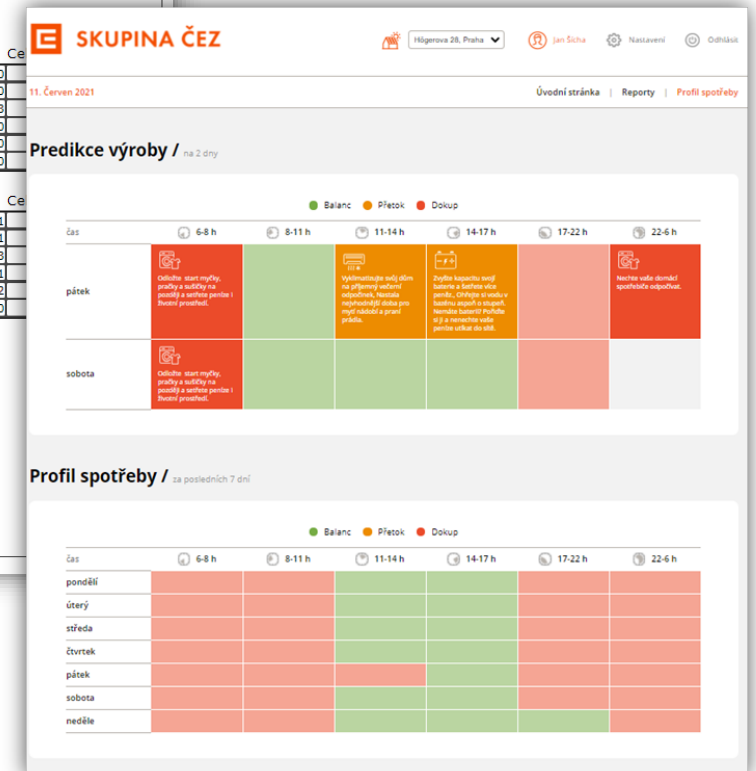 SKUPINA ČEZ
Högerova 28, Praha
Jan Šícha
Nastavení
Odhlásit
11. Červen 2021
Úvodní stránka | Reporty | Profil spotřeby
Predikce výroby / na 2 dny
Balanc Přetok Dokup
čas 6-8 h 8-11 h 11-14 h 14-17 h 17-22 h 22-6 h
pátek
Odložte start myčky,
pračky a sušičky na
později a setřete peníze i
životní prostředí.
Vyklimatizujte svůj dům
na příjemný večerní
odpočinek, Nastala
nejvhodnější doba pro
mytí nádobí a praní
prádla.
Zvyšte kapacitu svojí
baterie a šetřete více
peněz., Ohřejte si vodu v
bazénu aspoň o stupeň.
Nemáte baterii? Pořiďte
si ji a nenechte vaše
peníze utíkat do sítě.
Nechte vaše domácí
spotřebiče odpočívat.
sobota
Odložte start myčky,
pračky a sušičky na
později a setřete peníze i
životní prostředí.
Profil spotřeby / za posledních 7 dní
Balanc Přetok Dokup
čas 6-8 h 8-11 h 11-14 h 14-17 h 17-22 h 22-6 h
pondělí
úterý
středa
čtvrtek
pátek
sobota
neděle